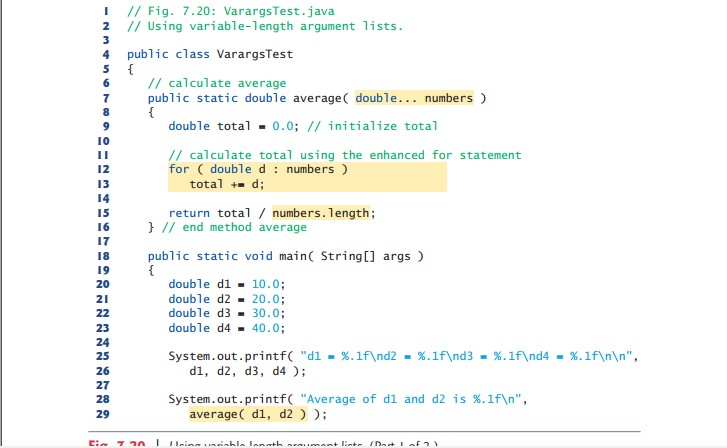 1 // Fig. 7.20: VarargsTest.java
2 // Using variable-length argument lists.
3
4 public class VarargsTest
5 {
6 // calculate average
7 public static double average( double... numbers )
8 {
9 double total = 0.0; // initialize total
10
11 // calculate total using the enhanced for statement
12 for ( double d : numbers )
13 total += d;
14
15 return total / numbers.length;
16 } // end method average
17
18 public static void main( String[] args )
19 {
20 double d1 = 10.0;
21 double d2 = 20.0;
22 double d3 = 30.0;
23 double d4 = 40.0;
24
25 System.out.printf( "d1 = %.1f\nd2 = %.1f\nd3 = %.1f\nd4 = %.1f\n\n",
26 d1, d2, d3, d4 );
27
28 System.out.printf( "Average of d1 and d2 is %.1f\n",
29 average( d1, d2 ) );
Fig. 7.20 | Using variable-length argument lists. (Part 1 of 2.)